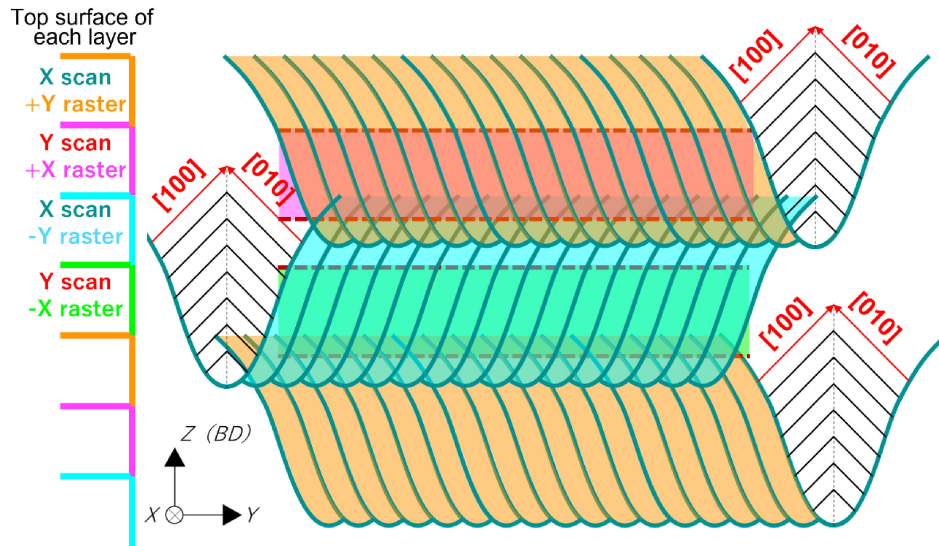 Top surface of
each layer
X scan
+Y raster
Y scan
+X raster
X scan
-Y raster
Y scan
-X raster
[100]
[010]
[100]
[010]
[100]
[010]
Z (BD)
X
Y